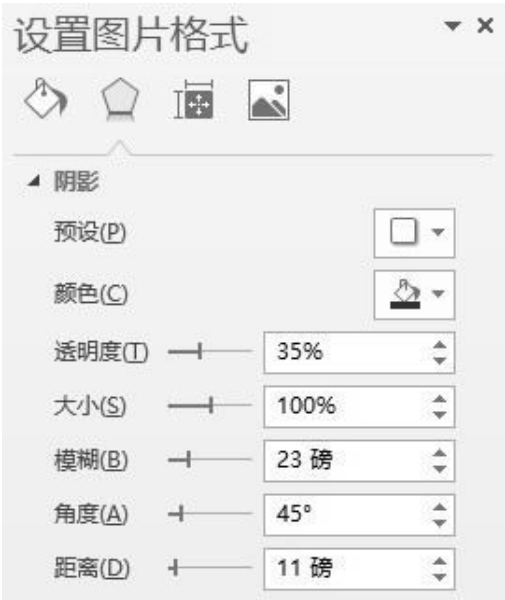 设置图片格式
阴影
预设(P)
颜色(C)
透明度(T) 35%
大小(S) 100%
模糊(B) 23 磅
角度(A) 45°
距离(D) 11 磅